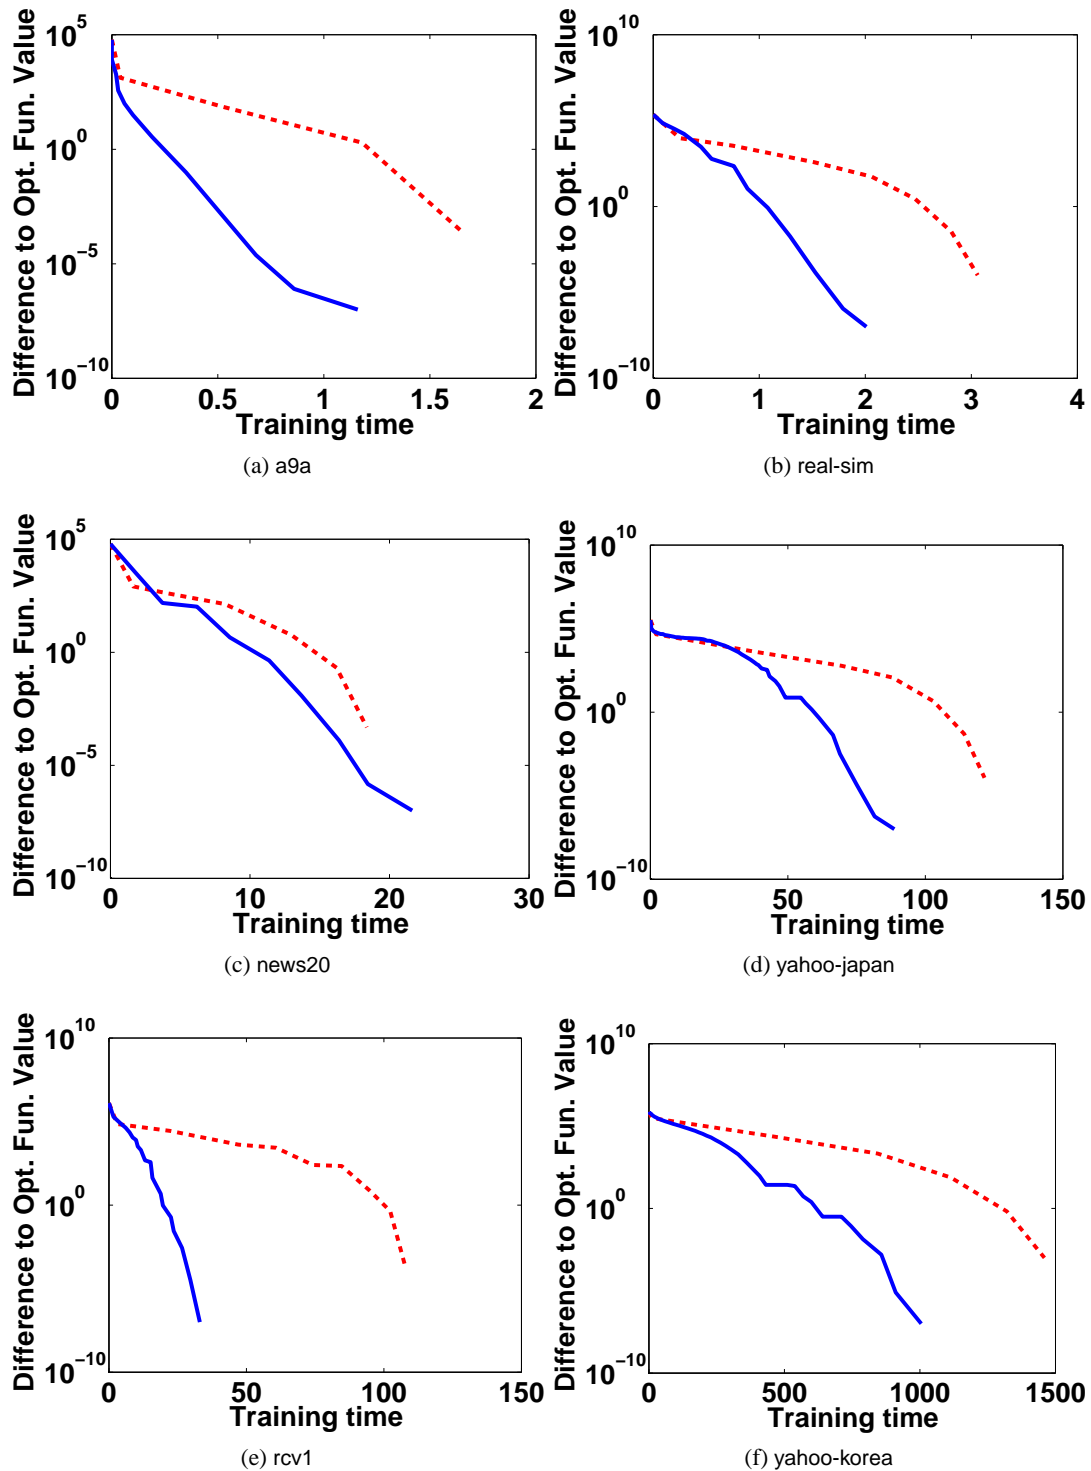 Difference to Opt. Fun. Value
10^5
10^0
10^−5
10^−10
0 0.5 1 1.5 2
Training time
(a) a9a
Difference to Opt. Fun. Value
10^10
10^0
10^−10
0 1 2 3 4
Training time
(b) real-sim
Difference to Opt. Fun. Value
10^5
10^0
10^−5
10^−10
0 10 20 30
Training time
(c) news20
Difference to Opt. Fun. Value
10^10
10^0
10^−10
0 50 100 150
Training time
(d) yahoo-japan
Difference to Opt. Fun. Value
10^10
10^0
10^−10
0 50 100 150
Training time
(e) rcv1
Difference to Opt. Fun. Value
10^10
10^0
10^−10
0 500 1000 1500
Training time
(f) yahoo-korea